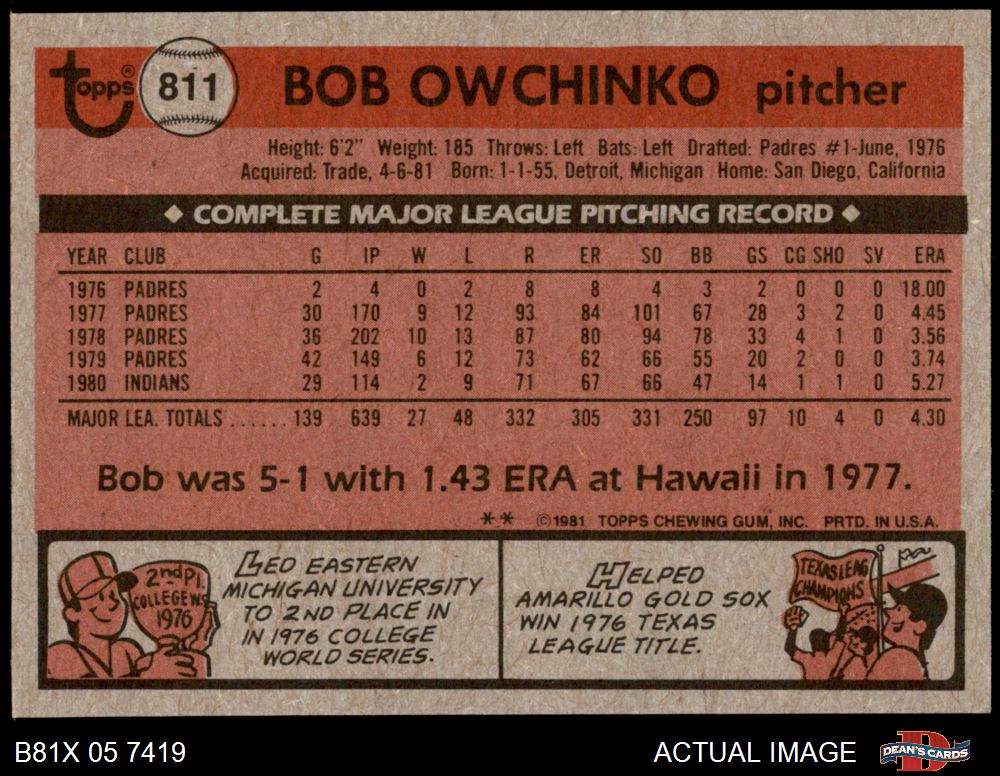 Topps® 811 BOB OWCHINKO pitcher
Height: 6'2" Weight: 185 Throws: Left Bats: Left Drafted: Padres #1-June, 1976
Acquired: Trade, 4-6-81 Born: 1-1-55, Detroit, Michigan Home: San Diego, California
◆ COMPLETE MAJOR LEAGUE PITCHING RECORD ◆
YEAR CLUB G IP W L R ER SO BB GS CG SHO SV ERA
1976 PADRES 2 4 0 2 8 8 4 3 2 0 0 0 18.00
1977 PADRES 30 170 9 12 93 84 101 67 28 3 2 0 4.45
1978 PADRES 36 202 10 13 87 80 94 78 33 4 1 0 3.56
1979 PADRES 42 149 6 12 73 62 66 55 20 2 0 0 3.74
1980 INDIANS 29 114 2 9 71 67 66 47 14 1 1 0 5.27
MAJOR LEA. TOTALS ...... 139 639 27 48 332 305 331 250 97 10 4 0 4.30
Bob was 5-1 with 1.43 ERA at Hawaii in 1977.
** ©1981 TOPPS CHEWING GUM, INC. PRTD. IN U.S.A.
2nd Pl.
COLLEGE WS
1976
LED EASTERN
MICHIGAN UNIVERSITY
TO 2ND PLACE IN
IN 1976 COLLEGE
WORLD SERIES.
HELPED
AMARILLO GOLD SOX
WIN 1976 TEXAS
LEAGUE TITLE.
TEXAS LEAG
CHAMPIONS
B81X 05 7419
ACTUAL IMAGE
DEAN'S CARDS